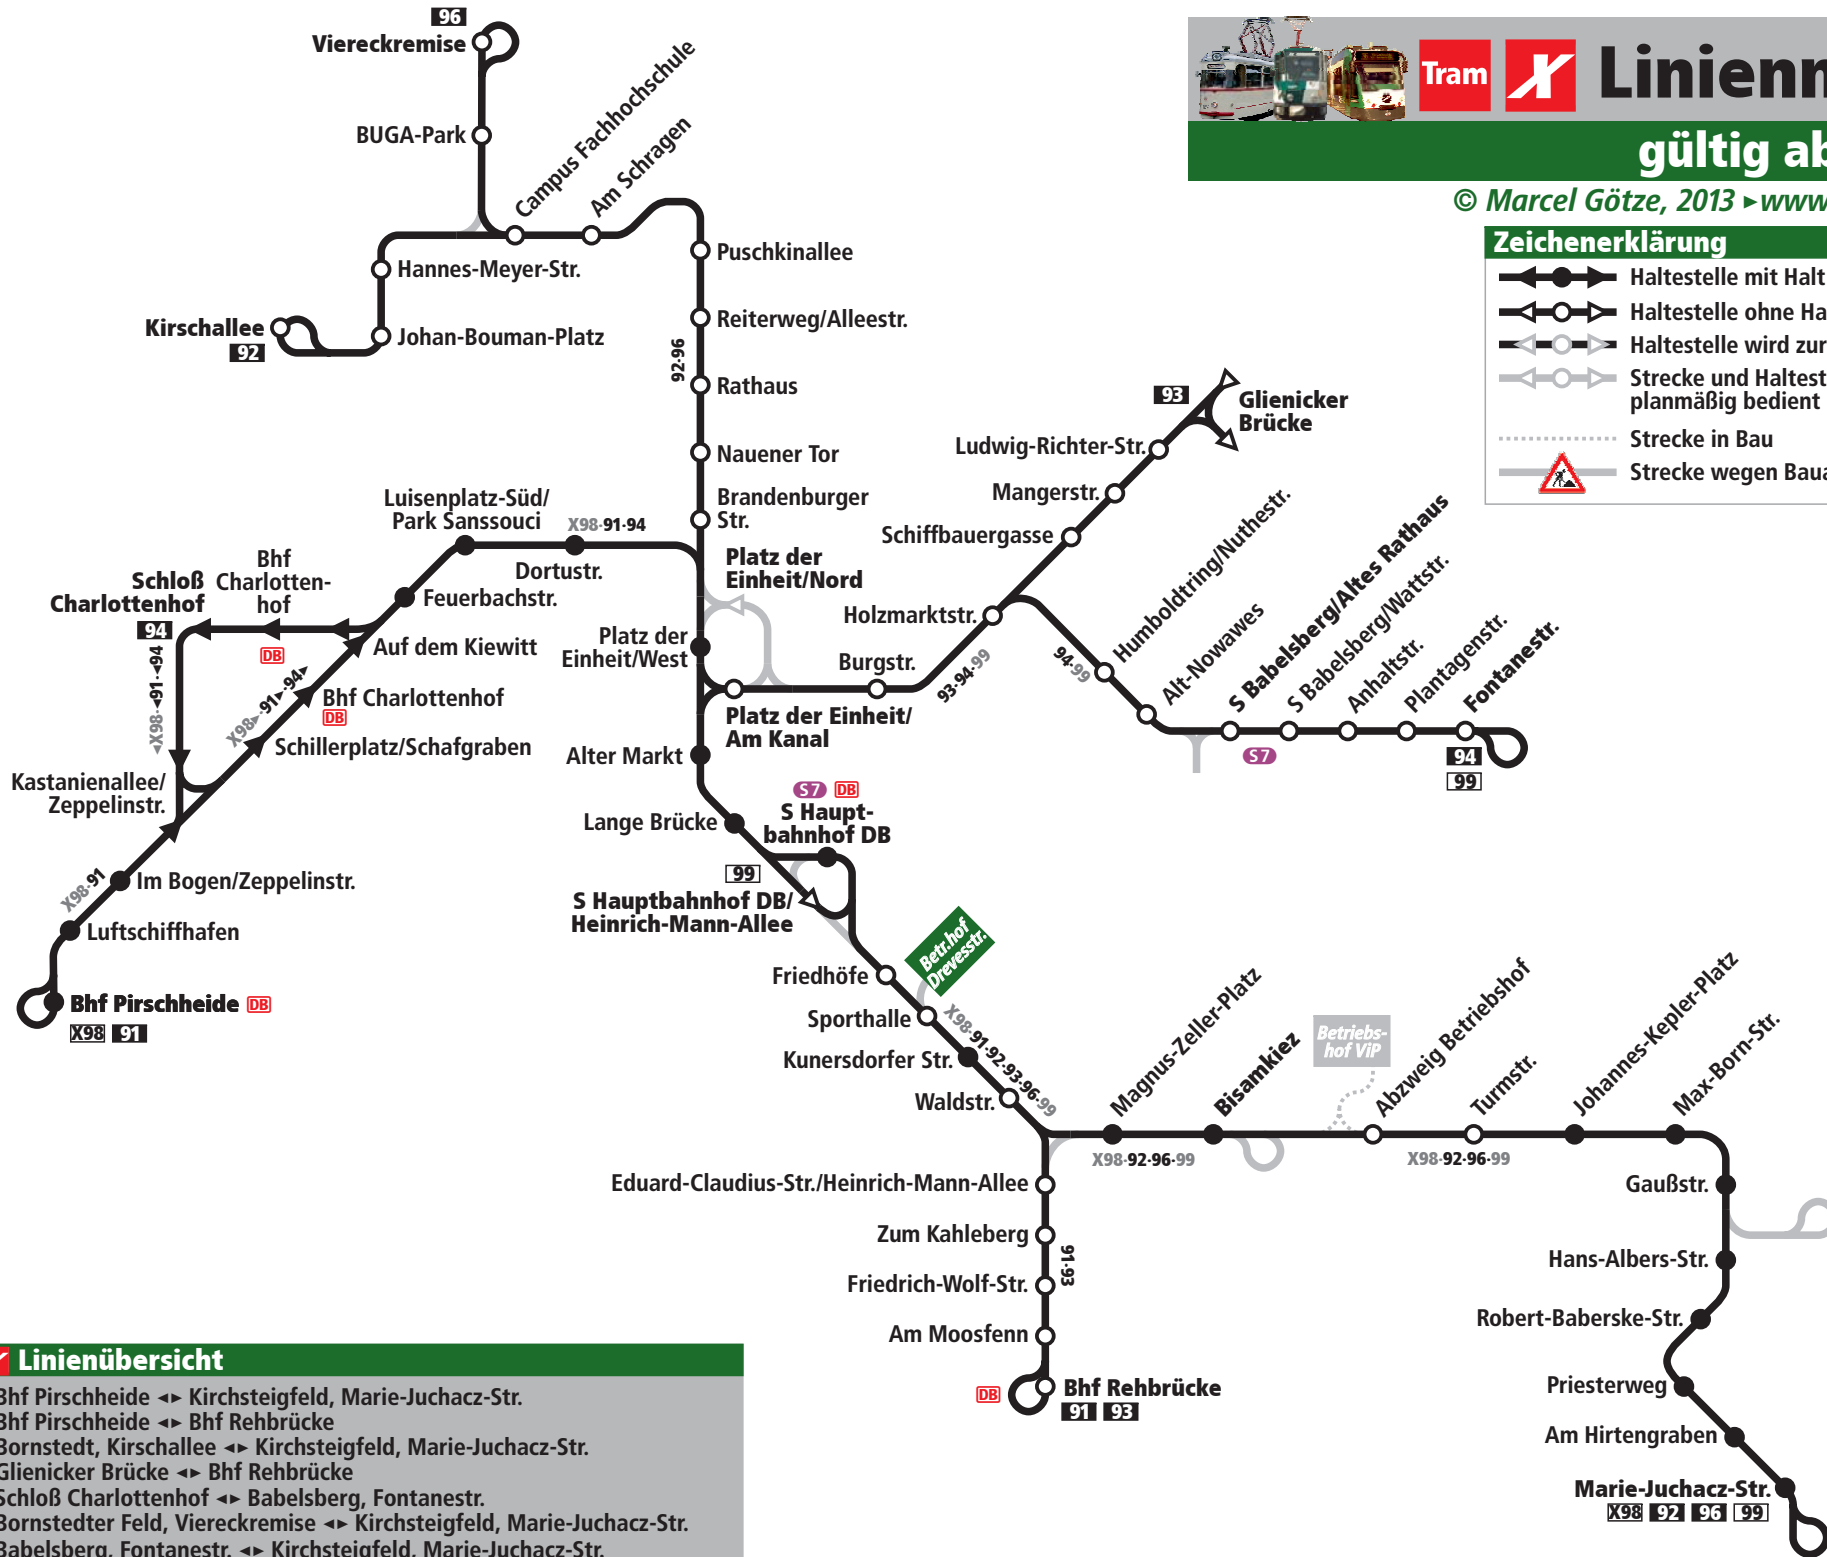 96
Viereckremise
BUGA-Park
Campus Fachhochschule
Am Schragen
Hannes-Meyer-Str.
Kirschallee
92
Johan-Bouman-Platz
Puschkinallee
Reiterweg/Alleestr.
92·96
Rathaus
Nauener Tor
Brandenburger
Str.
Tram
X
gültig ab
© Marcel Götze, 2013 ►www
Zeichenerklärung
Haltestelle mit Halt
Haltestelle ohne Ha
Haltestelle wird zur
Strecke und Haltest
planmäßig bedient
Strecke in Bau
Strecke wegen Baua
93
Glienicker
Brücke
Ludwig-Richter-Str.
Mangerstr.
Schiffbauergasse
Holzmarktstr.
Burgstr.
93·94·99
94·99
Humboldtring/Nuthestr.
Alt-Nowawes
S Babelsberg/Altes Rathaus
S Babelsberg/Wattstr.
Anhaltstr.
Plantagenstr.
Fontanestr.
S7
94
99
Luisenplatz-Süd/
Park Sanssouci
X98·91·94
Dortustr.
Platz der
Einheit/Nord
Platz der
Einheit/West
Platz der Einheit/
Am Kanal
Bhf
Charlotten-
hof
DB
Schloß
Charlottenhof
94
Feuerbachstr.
Auf dem Kiewitt
◄X98·◄91·◄94
X98►·91►·94►
Bhf Charlottenhof
DB
Schillerplatz/Schafgraben
Kastanienallee/
Zeppelinstr.
X98·91
Im Bogen/Zeppelinstr.
Luftschiffhafen
Bhf Pirschheide DB
X98 91
Alter Markt
Lange Brücke
S7 DB
S Haupt-
bahnhof DB
99
S Hauptbahnhof DB/
Heinrich-Mann-Allee
Friedhöfe
Betr.hof
Drevesstr.
Sporthalle
Kunersdorfer Str.
Waldstr.
X98·91·92·93·96·99
Magnus-Zeller-Platz
Bisamkiez
Betriebs-
hof ViP
Abzweig Betriebshof
Turmstr.
Johannes-Kepler-Platz
Max-Born-Str.
X98·92·96·99
X98·92·96·99
Eduard-Claudius-Str./Heinrich-Mann-Allee
Zum Kahleberg
91·93
Friedrich-Wolf-Str.
Am Moosfenn
DB
Bhf Rehbrücke
91 93
Gaußstr.
Hans-Albers-Str.
Robert-Baberske-Str.
Priesterweg
Am Hirtengraben
Marie-Juchacz-Str.
X98 92 96 99
Linienübersicht
Bhf Pirschheide ◄► Kirchsteigfeld, Marie-Juchacz-Str.
Bhf Pirschheide ◄► Bhf Rehbrücke
Bornstedt, Kirschallee ◄► Kirchsteigfeld, Marie-Juchacz-Str.
Glienicker Brücke ◄► Bhf Rehbrücke
Schloß Charlottenhof ◄► Babelsberg, Fontanestr.
Bornstedter Feld, Viereckremise ◄► Kirchsteigfeld, Marie-Juchacz-Str.
Babelsberg, Fontanestr. ◄► Kirchsteigfeld, Marie-Juchacz-Str.